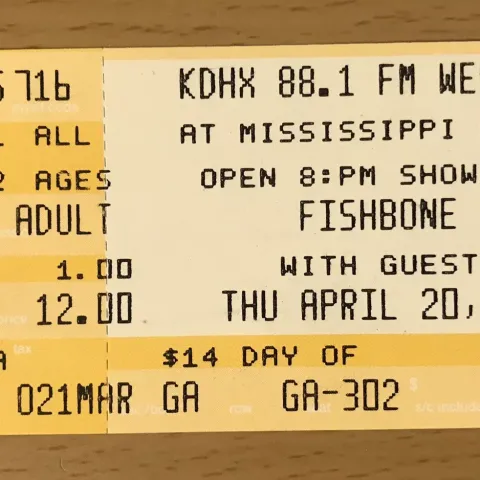 716 KDHX 88.1 FM WE
ALL AT MISSISSIPPI
AGES OPEN 8:PM SHOW
ADULT FISHBONE
1.00 WITH GUEST
12.00 THU APRIL 20,
A $14 DAY OF
021MAR GA GA-302